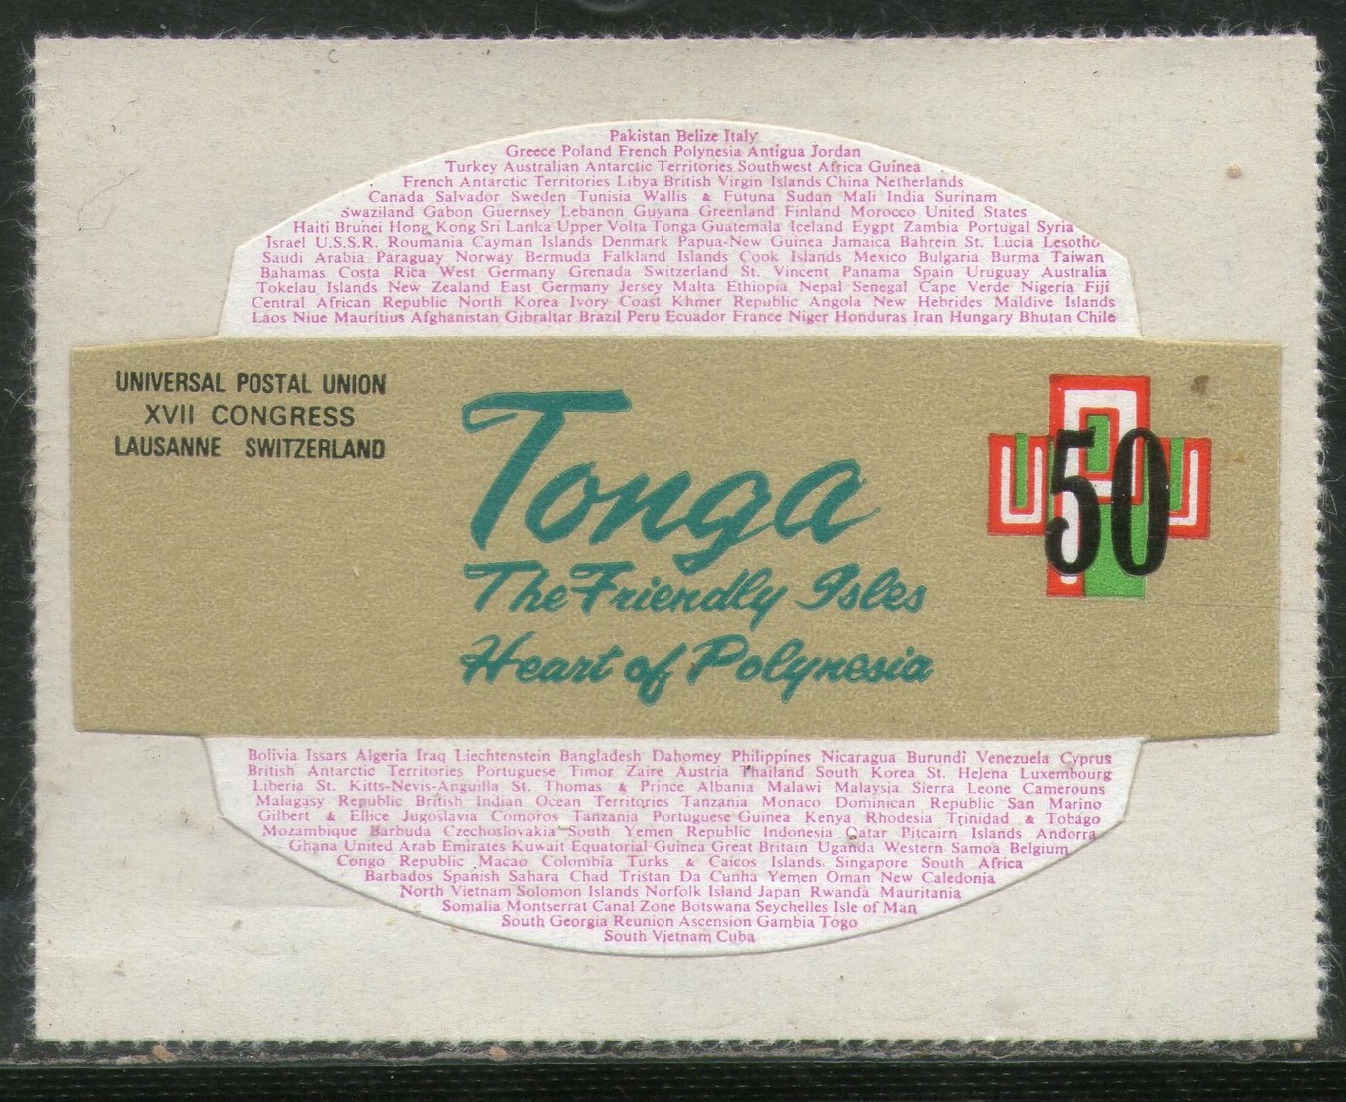 Pakistan Belize Italy
Greece Poland French Polynesia Antigua Jordan
Turkey Australian Antarctic Territories Southwest Africa Guinea
French Antarctic Territories Libya British Virgin Islands China Netherlands
Canada Salvador Sweden Tunisia Wallis & Futuna Sudan Mali India Surinam
Swaziland Gabon Guernsey Lebanon Guyana Greenland Finland Morocco United States
Haiti Brunei Hong Kong Sri Lanka Upper Volta Tonga Guatemala Iceland Eygpt Zambia Portugal Syria
Israel U.S.S.R. Roumania Cayman Islands Denmark Papua-New Guinea Jamaica Bahrein St. Lucia Lesotho
Saudi Arabia Paraguay Norway Bermuda Falkland Islands Cook Islands Mexico Bulgaria Burma Taiwan
Bahamas Costa Rica West Germany Grenada Switzerland St. Vincent Panama Spain Uruguay Australia
Tokelau Islands New Zealand East Germany Jersey Malta Ethiopia Nepal Senegal Cape Verde Nigeria Fiji
Central African Republic North Korea Ivory Coast Khmer Republic Angola New Hebrides Maldive Islands
Laos Niue Mauritius Afghanistan Gibraltar Brazil Peru Ecuador France Niger Honduras Iran Hungary Bhutan Chile
UNIVERSAL POSTAL UNION
XVII CONGRESS
LAUSANNE SWITZERLAND
Tonga
The Friendly Isles
Heart of Polynesia
50
Bolivia Issars Algeria Iraq Liechtenstein Bangladesh Dahomey Philippines Nicaragua Burundi Venezuela Cyprus
British Antarctic Territories Portuguese Timor Zaire Austria Thailand South Korea St. Helena Luxembourg
Liberia St. Kitts-Nevis-Anguilla St. Thomas & Prince Albania Malawi Malaysia Sierra Leone Camerouns
Malagasy Republic British Indian Ocean Territories Tanzania Monaco Dominican Republic San Marino
Gilbert & Ellice Jugoslavia Comoros Tanzania Portuguese Guinea Kenya Rhodesia Trinidad & Tobago
Mozambique Barbuda Czechoslovakia South Yemen Republic Indonesia Qatar Pitcairn Islands Andorra
Ghana United Arab Emirates Kuwait Equatorial Guinea Great Britain Uganda Western Samoa Belgium
Congo Republic Macao Colombia Turks & Caicos Islands Singapore South Africa
Barbados Spanish Sahara Chad Tristan Da Cunha Yemen Oman New Caledonia
North Vietnam Solomon Islands Norfolk Island Japan Rwanda Mauritania
Somalia Montserrat Canal Zone Botswana Seychelles Isle of Man
South Georgia Reunion Ascension Gambia Togo
South Vietnam Cuba